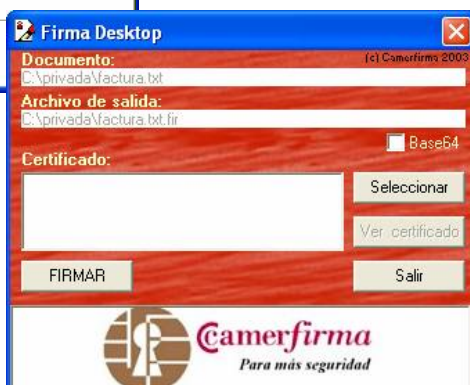 Firma Desktop
Documento:
(c) Camerfirma 2003
C:\privada\factura.txt
Archivo de salida:
C:\privada\factura.txt.fir
Base64
Certificado:
Seleccionar
Ver certificado
FIRMAR
Salir
Camerfirma
Para más seguridad